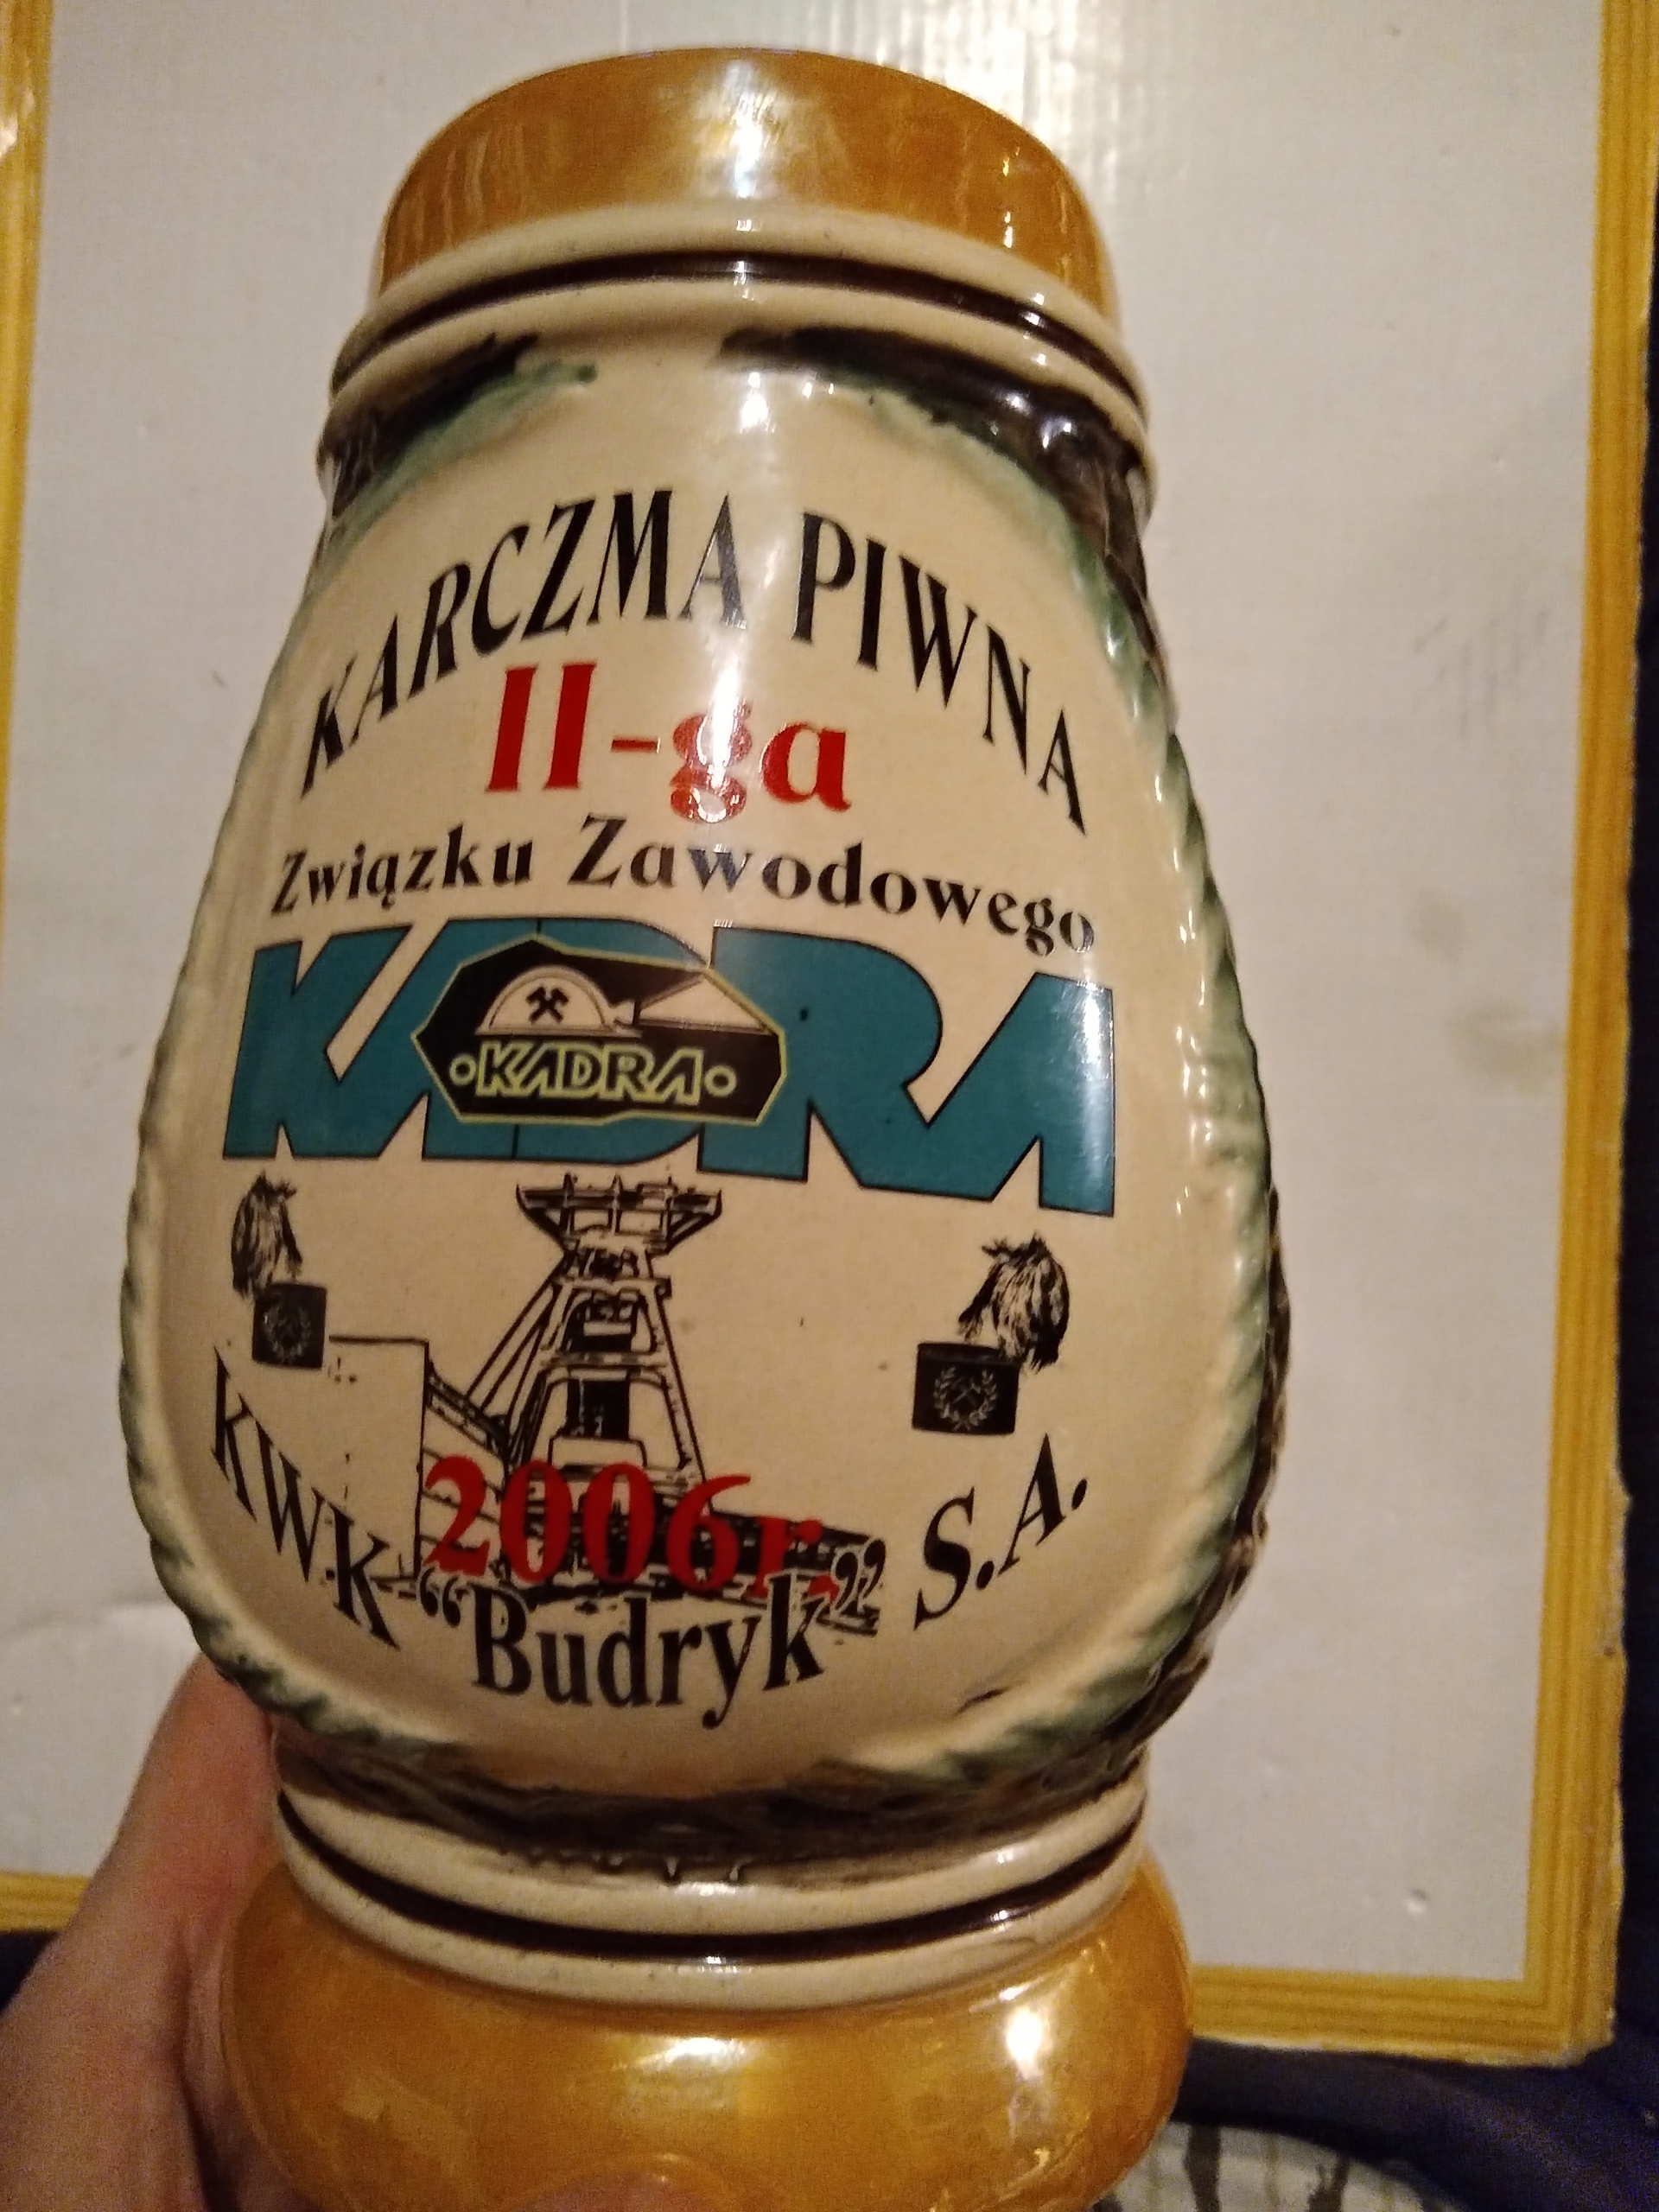 KARCZMA PIWNA
II-ga
Związku Zawodowego
KADRA
•KADRA•
2006r.
KWK “Budryk” S.A.